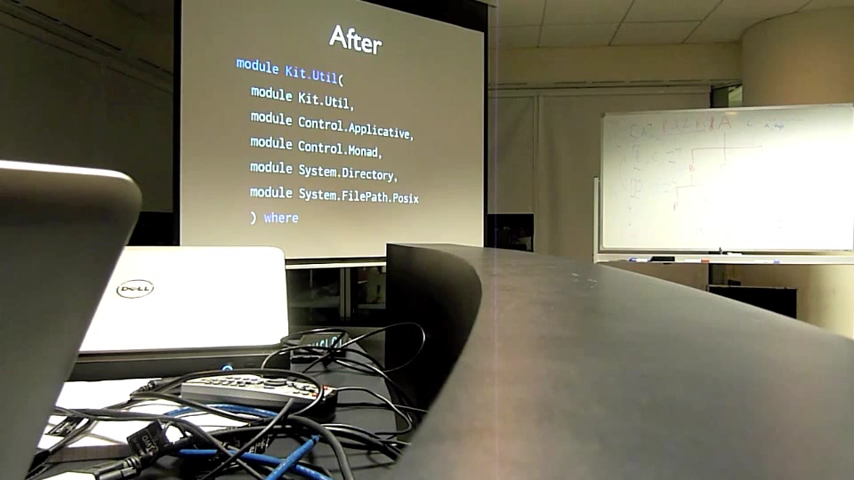 After
module Kit.Util(
module Kit.Util,
module Control.Applicative,
module Control.Monad,
module System.Directory,
module System.FilePath.Posix
) where
DELL